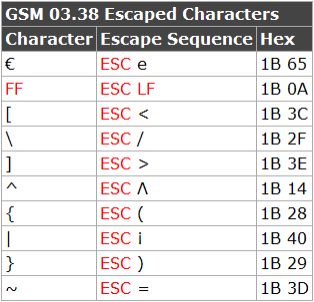 GSM 03.38 Escaped Characters
Character Escape Sequence Hex
€ ESC e 1B 65
FF ESC LF 1B 0A
[ ESC < 1B 3C
\ ESC / 1B 2F
] ESC > 1B 3E
^ ESC Λ 1B 14
{ ESC ( 1B 28
| ESC i 1B 40
} ESC ) 1B 29
~ ESC = 1B 3D